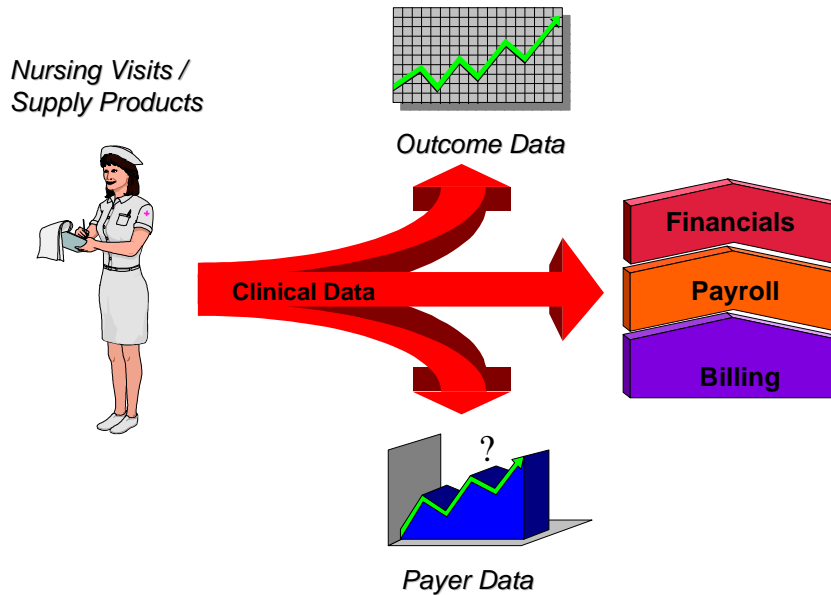 Nursing Visits /
Supply Products
Outcome Data
Clinical Data
Financials
Payroll
Billing
?
Payer Data